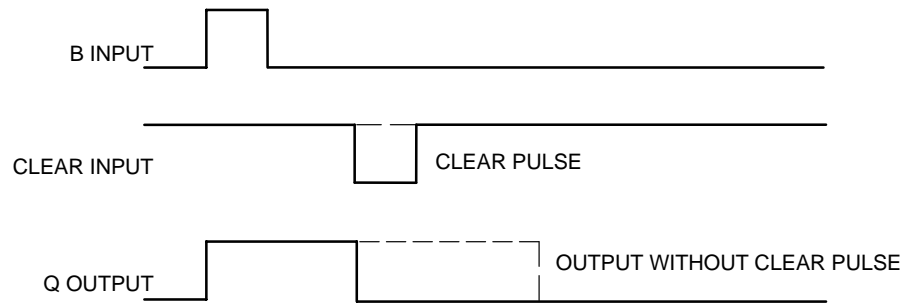 B INPUT
CLEAR INPUT
CLEAR PULSE
Q OUTPUT
OUTPUT WITHOUT CLEAR PULSE